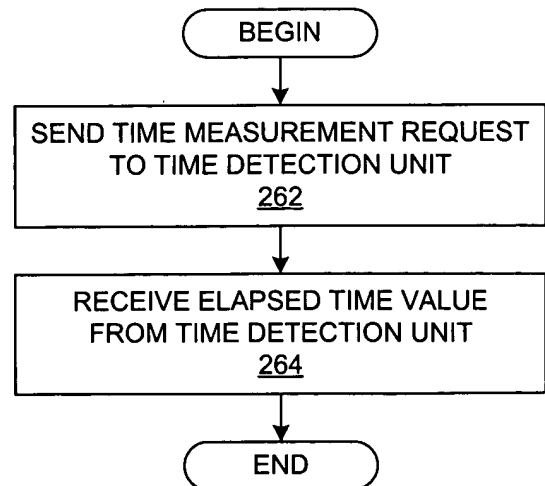 BEGIN
SEND TIME MEASUREMENT REQUEST
TO TIME DETECTION UNIT
262
RECEIVE ELAPSED TIME VALUE
FROM TIME DETECTION UNIT
264
END